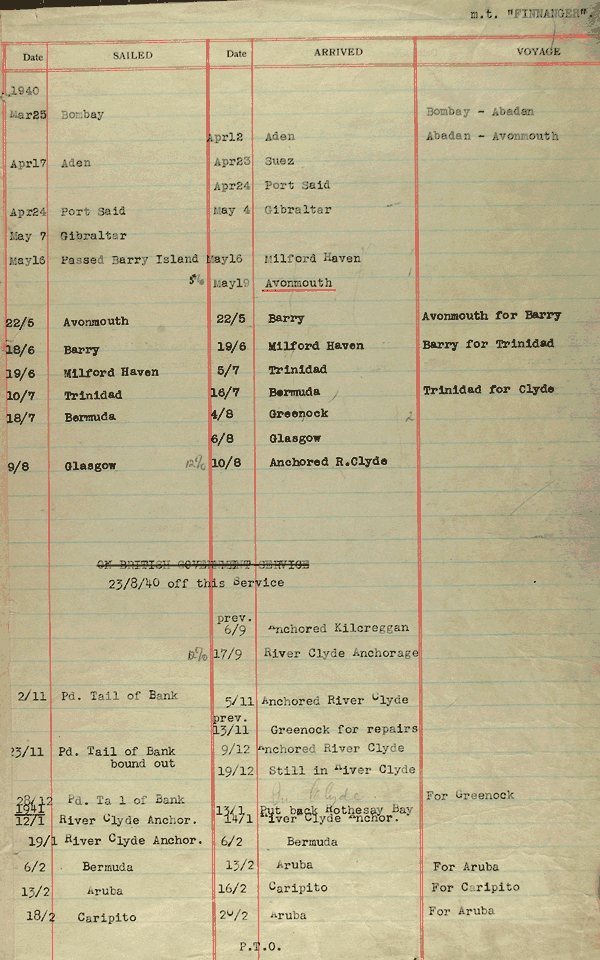 m.t. "FINNANGER".
Date SAILED Date ARRIVED VOYAGE
1940
Mar25 Bombay Bombay - Abadan
Apr12 Aden Abadan - Avonmouth
Apr17 Aden Apr23 Suez
Apr24 Port Said
Apr24 Port Said May 4 Gibraltar
May 7 Gibraltar
May16 Passed Barry Island May16 Milford Haven
May19 Avonmouth
22/5 Avonmouth 22/5 Barry Avonmouth for Barry
18/6 Barry 19/6 Milford Haven Barry for Trinidad
19/6 Milford Haven 5/7 Trinidad
10/7 Trinidad 16/7 Bermuda Trinidad for Clyde
18/7 Bermuda 4/8 Greenock 2
6/8 Glasgow
9/8 Glasgow 12% 10/8 Anchored R.Clyde
ON BRITISH GOVERNMENT SERVICE
23/8/40 off this Service
prev.
6/9 Anchored Kilcreggan
12% 17/9 River Clyde Anchorage
2/11 Pd. Tail of Bank 5/11 Anchored River Clyde
prev.
13/11 Greenock for repairs
23/11 Pd. Tail of Bank 9/12 Anchored River Clyde
bound out
19/12 Still in River Clyde
28/12 Pd. Ta l of Bank For Greenock
1941 13/1 Put back Rothesay Bay
12/1 River Clyde Anchor. 14/1 River Clyde Anchor.
19/1 River Clyde Anchor. 6/2 Bermuda
6/2 Bermuda 13/2 Aruba For Aruba
13/2 Aruba 16/2 Caripito For Caripito
18/2 Caripito 20/2 Aruba For Aruba
P.T.O.